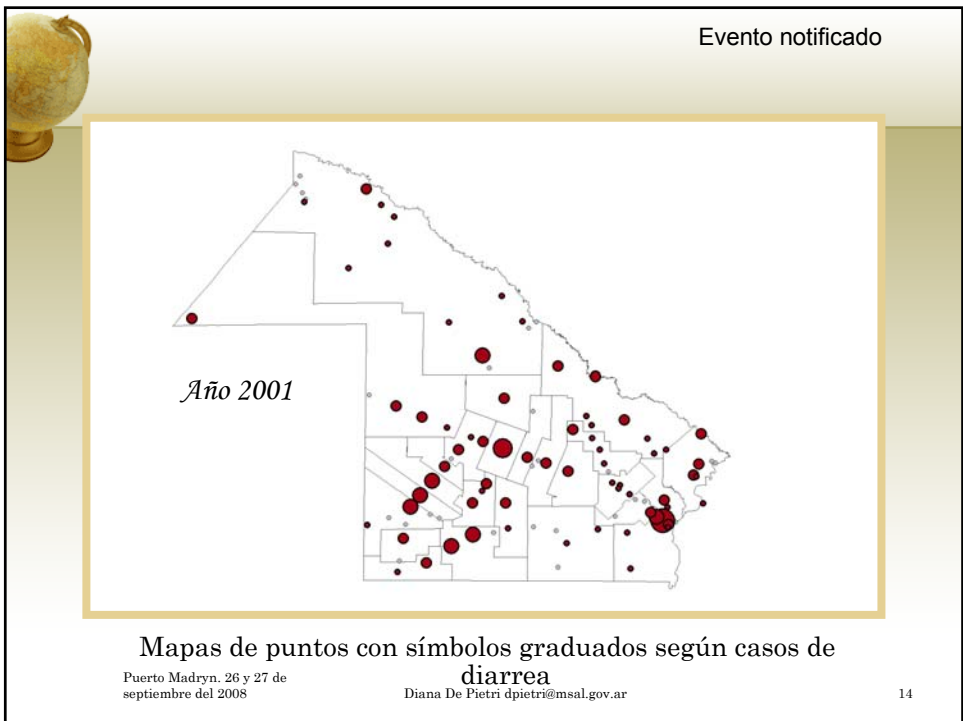 Evento notificado
Año 2001
Mapas de puntos con símbolos graduados según casos de
diarrea
Puerto Madryn. 26 y 27 de
septiembre del 2008
Diana De Pietri dpietri@msal.gov.ar
14